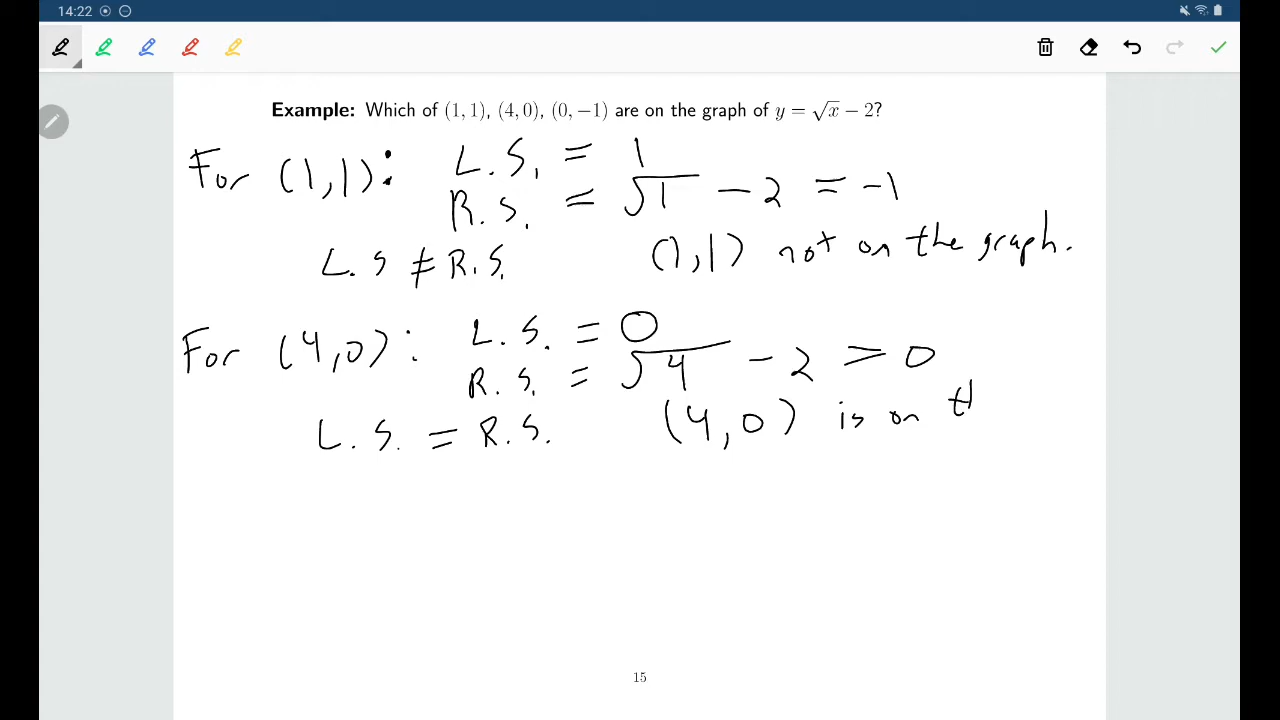 14:22
Example: Which of (1, 1), (4, 0), (0, −1) are on the graph of y = √x − 2?
For (1,1): L.S. = 1
R.S. = √1 − 2 = −1
L.S ≠ R.S. (1,1) not on the graph.
For (4,0): L.S. = 0
R.S. = √4 − 2 = 0
L.S. = R.S. (4,0) is on th
15